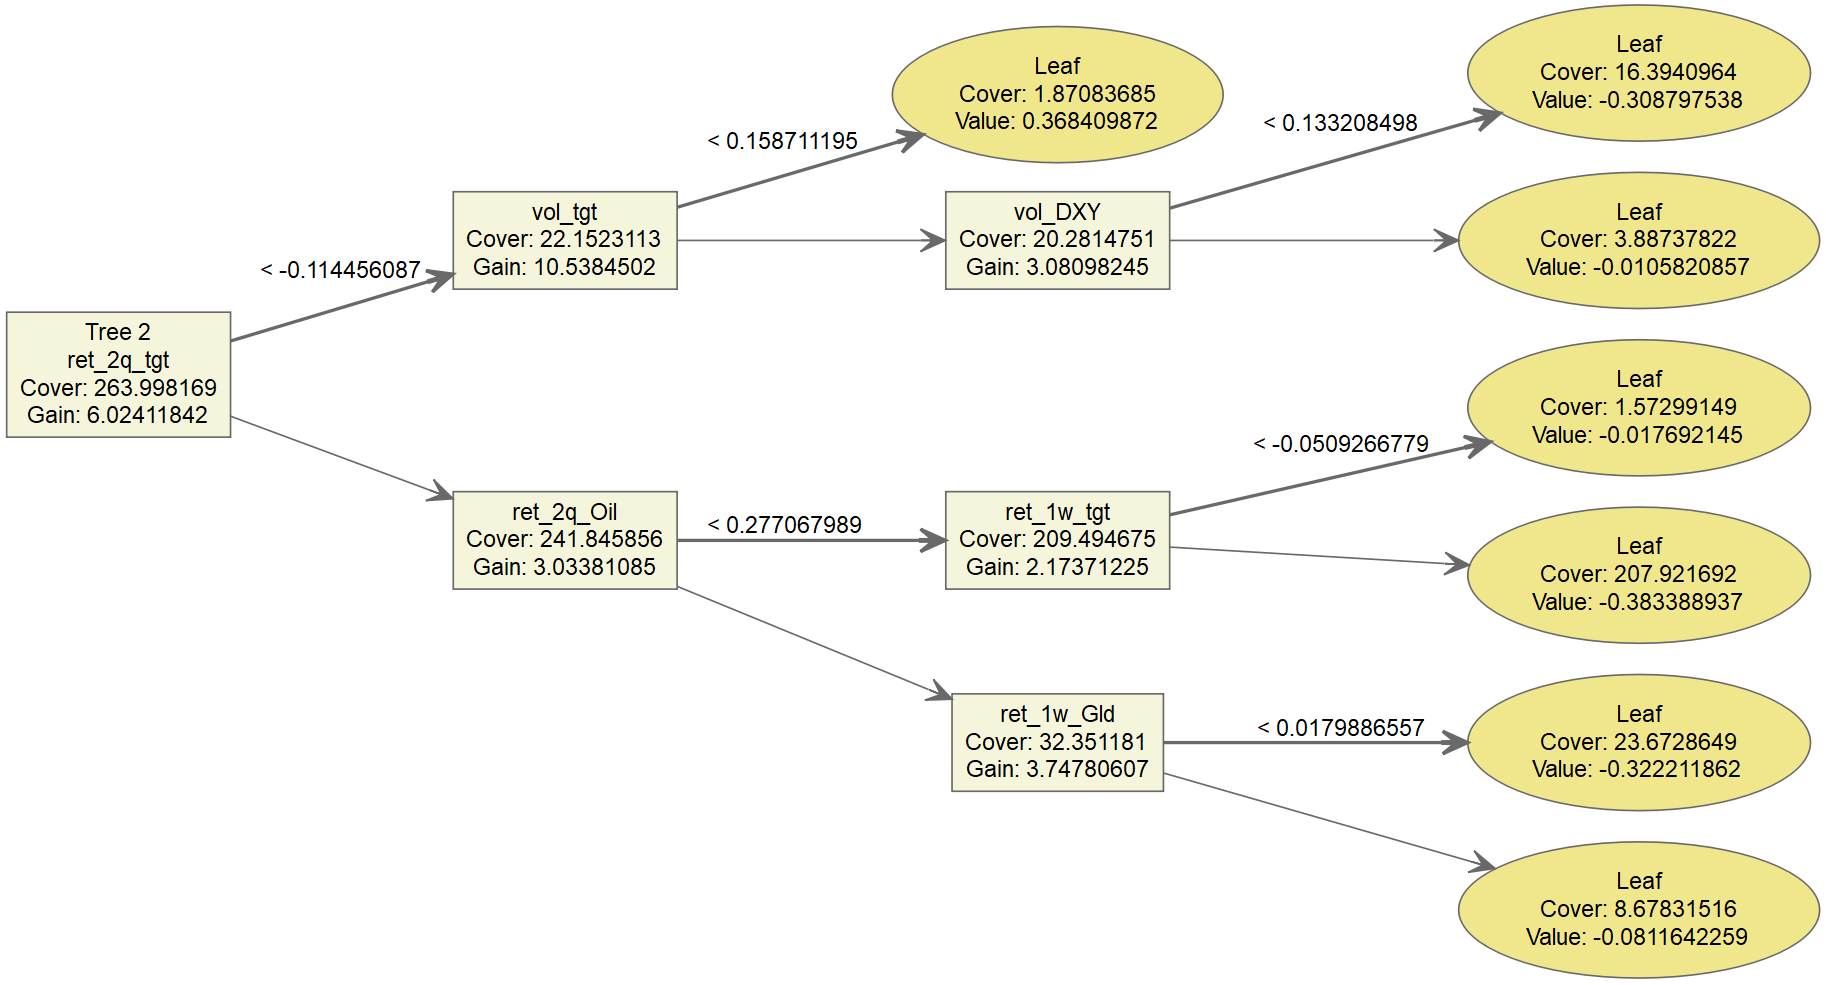 Tree 2
ret_2q_tgt
Cover: 263.998169
Gain: 6.02411842
< -0.114456087
vol_tgt
Cover: 22.1523113
Gain: 10.5384502
< 0.158711195
Leaf
Cover: 1.87083685
Value: 0.368409872
vol_DXY
Cover: 20.2814751
Gain: 3.08098245
< 0.133208498
Leaf
Cover: 16.3940964
Value: -0.308797538
Leaf
Cover: 3.88737822
Value: -0.0105820857
ret_2q_Oil
Cover: 241.845856
Gain: 3.03381085
< 0.277067989
ret_1w_tgt
Cover: 209.494675
Gain: 2.17371225
< -0.0509266779
Leaf
Cover: 1.57299149
Value: -0.017692145
Leaf
Cover: 207.921692
Value: -0.383388937
ret_1w_Gld
Cover: 32.351181
Gain: 3.74780607
< 0.0179886557
Leaf
Cover: 23.6728649
Value: -0.322211862
Leaf
Cover: 8.67831516
Value: -0.0811642259